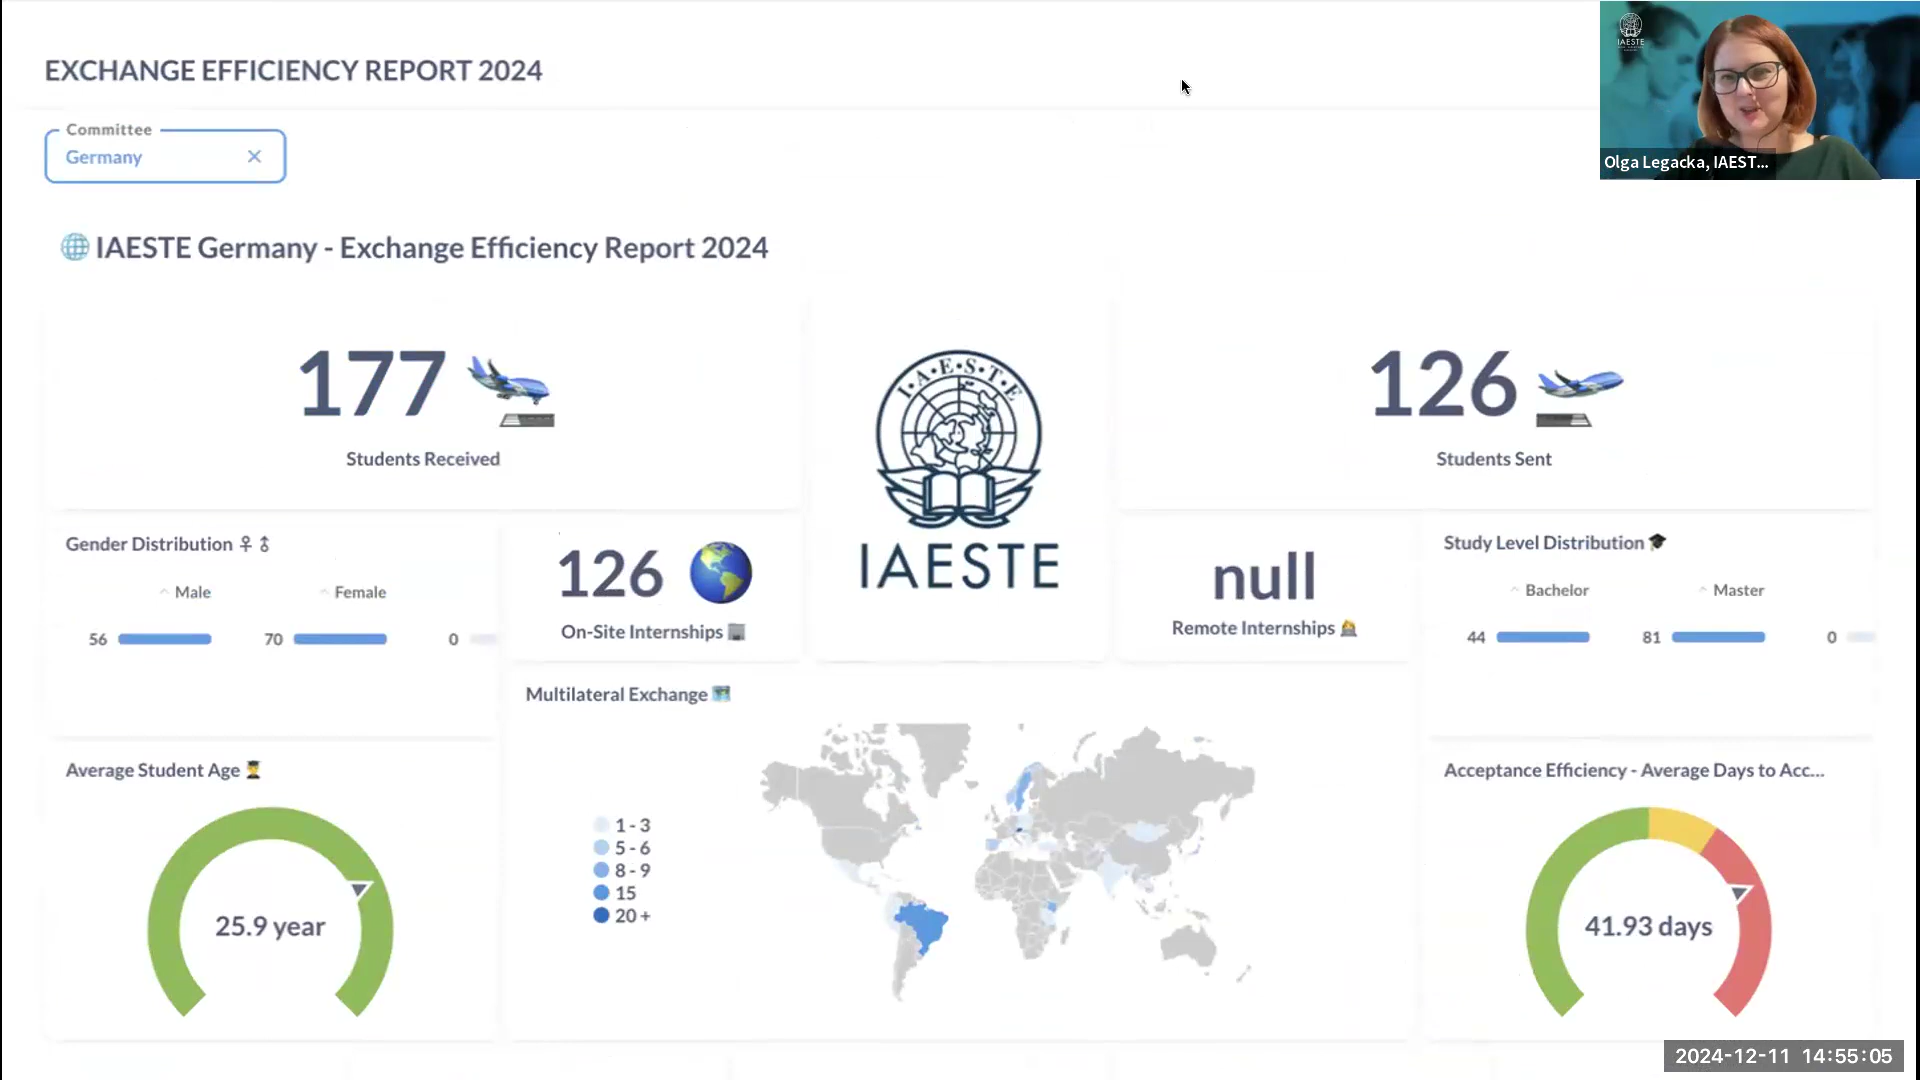 EXCHANGE EFFICIENCY REPORT 2024
IAESTE
Olga Legacka, IAEST...
Committee
Germany
IAESTE Germany - Exchange Efficiency Report 2024
177
Students Received
I·A·E·S·T·E
IAESTE
126
Students Sent
Gender Distribution
Male Female
56 70 0
126
On-Site Internships
null
Remote Internships
Study Level Distribution
Bachelor Master
44 81 0
Multilateral Exchange
1 - 3
5 - 6
8 - 9
15
20 +
Average Student Age
25.9 year
Acceptance Efficiency - Average Days to Acc...
41.93 days
2024-12-11 14:55:05